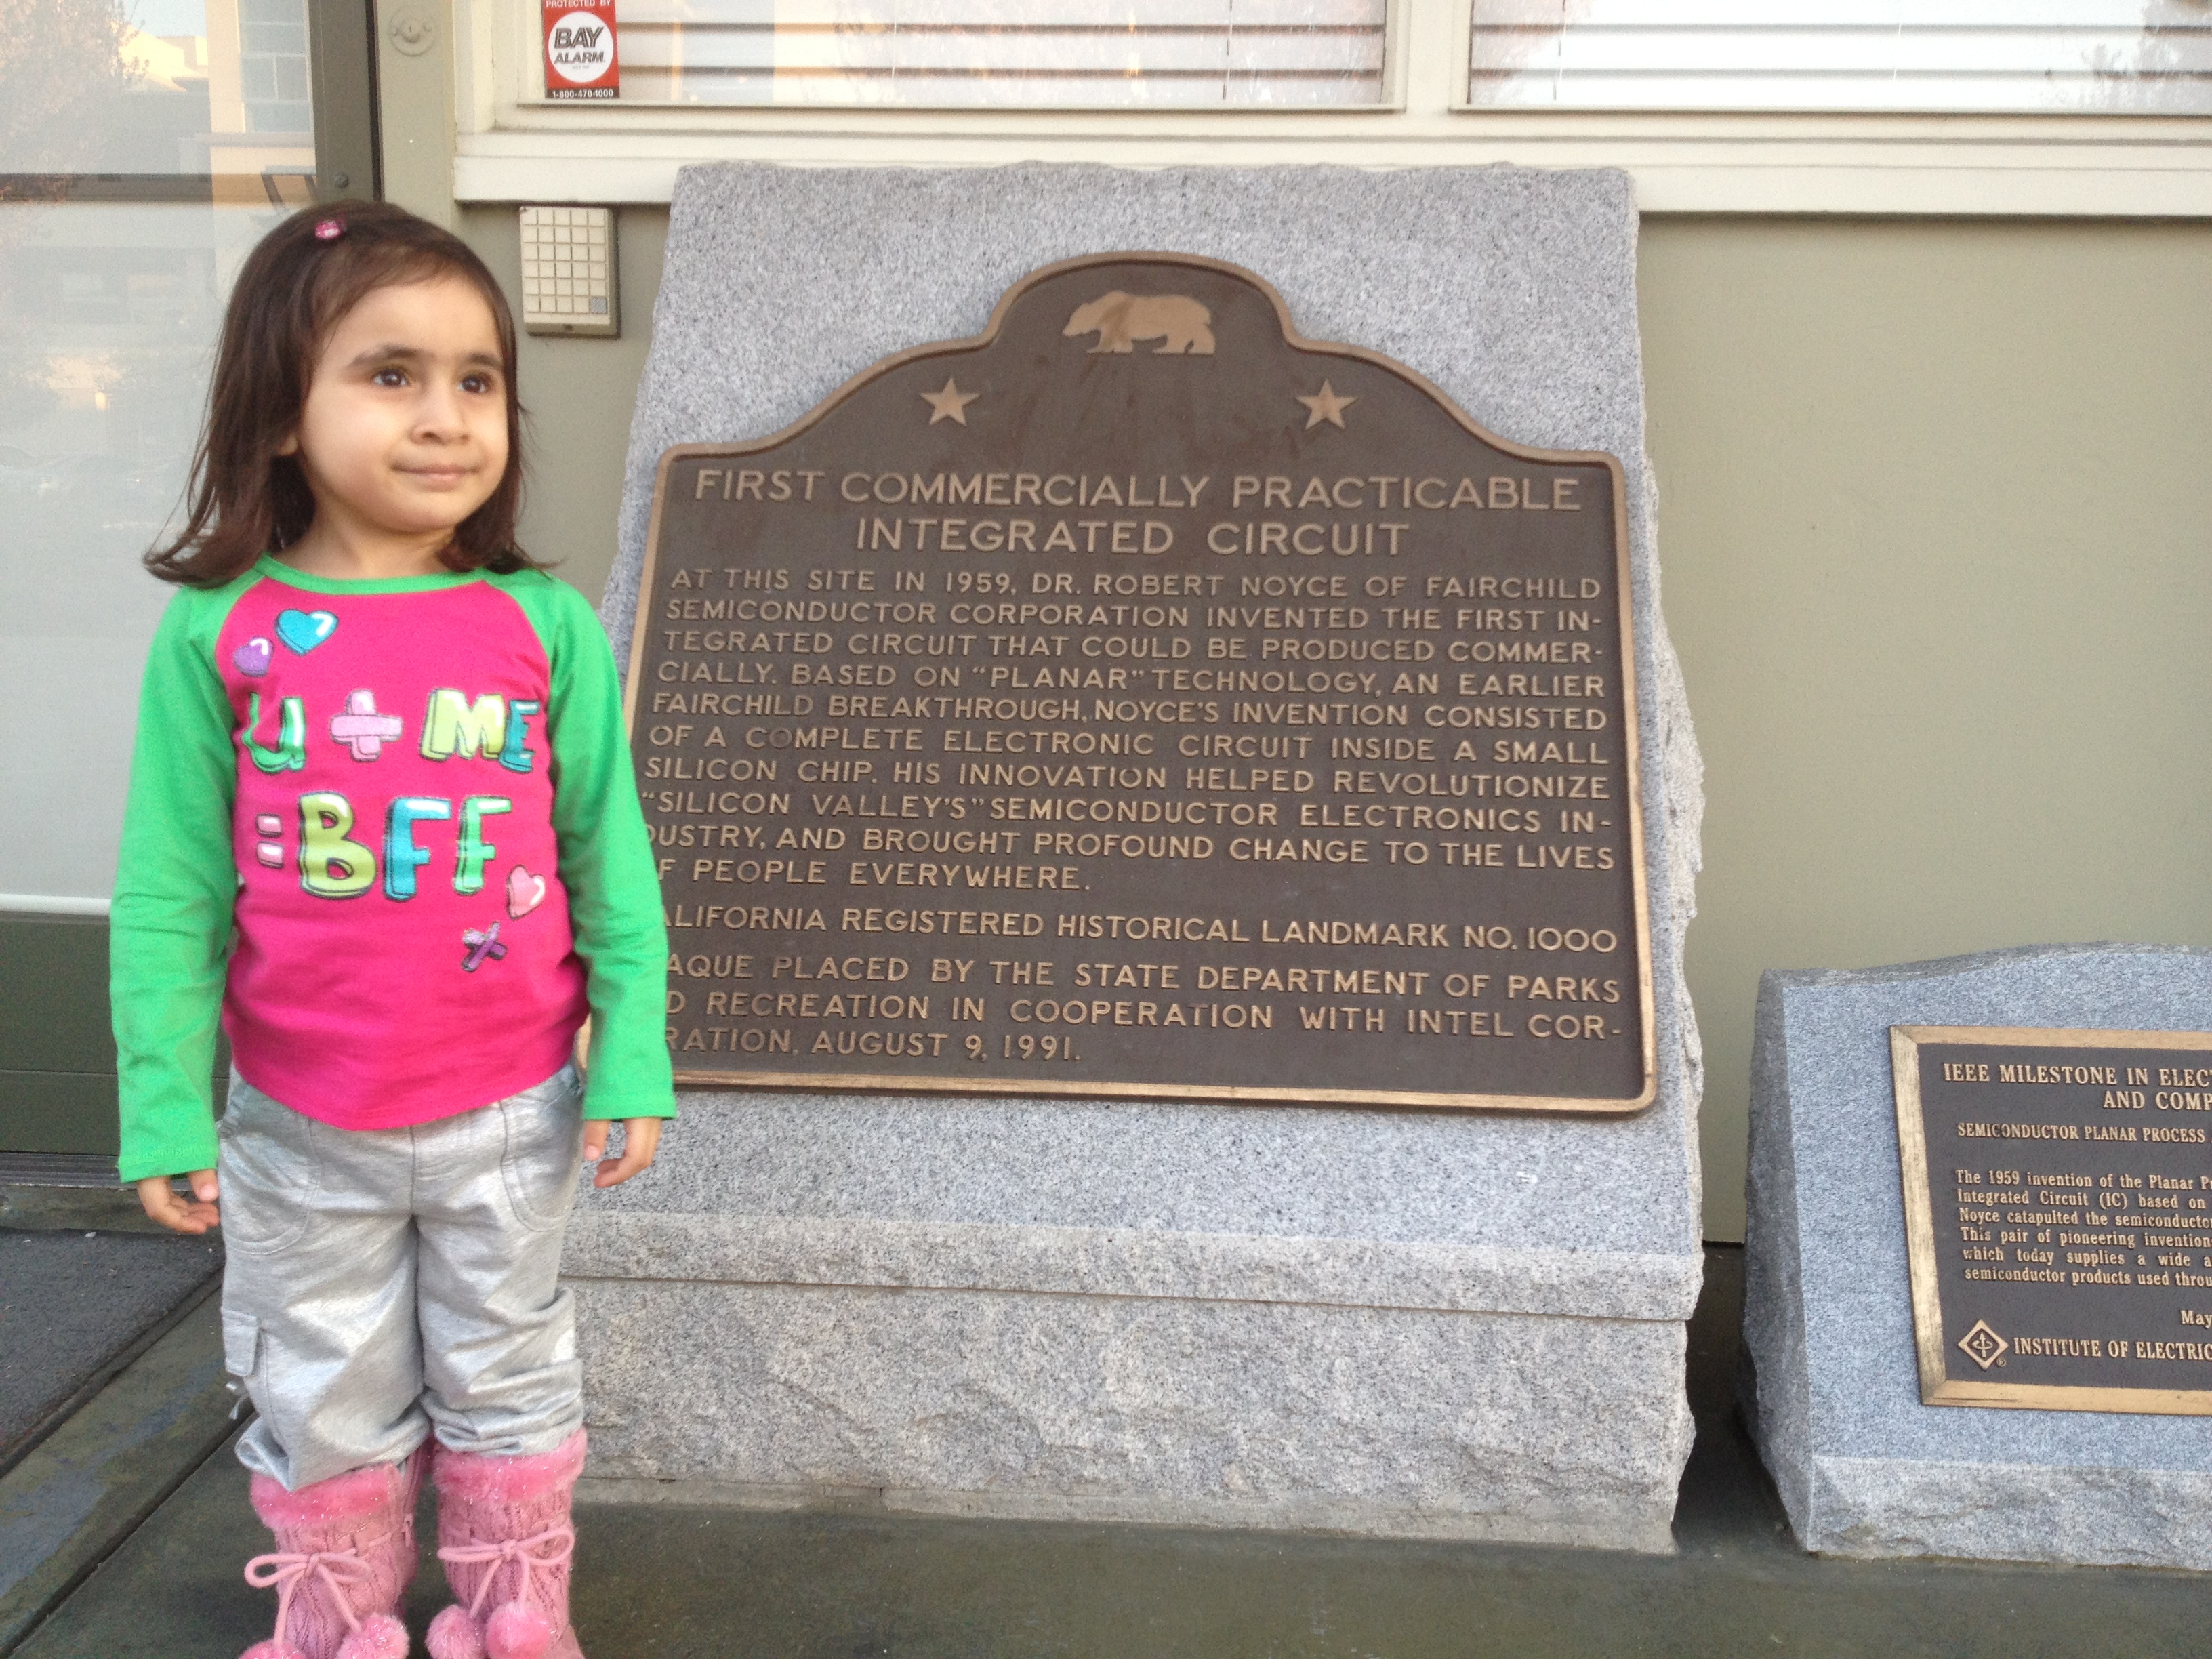 PROTECTED BY
BAY
ALARM
1-800-470-1000
U + ME
=BFF
FIRST COMMERCIALLY PRACTICABLE
INTEGRATED CIRCUIT
AT THIS SITE IN 1959, DR. ROBERT NOYCE OF FAIRCHILD
SEMICONDUCTOR CORPORATION INVENTED THE FIRST IN-
TEGRATED CIRCUIT THAT COULD BE PRODUCED COMMER-
CIALLY. BASED ON "PLANAR" TECHNOLOGY, AN EARLIER
FAIRCHILD BREAKTHROUGH, NOYCE'S INVENTION CONSISTED
OF A COMPLETE ELECTRONIC CIRCUIT INSIDE A SMALL
SILICON CHIP. HIS INNOVATION HELPED REVOLUTIONIZE
"SILICON VALLEY'S" SEMICONDUCTOR ELECTRONICS IN-
DUSTRY, AND BROUGHT PROFOUND CHANGE TO THE LIVES
F PEOPLE EVERYWHERE.
ALIFORNIA REGISTERED HISTORICAL LANDMARK NO. 1000
AQUE PLACED BY THE STATE DEPARTMENT OF PARKS
D RECREATION IN COOPERATION WITH INTEL COR-
RATION, AUGUST 9, 1991.
IEEE MILESTONE IN ELECT
AND COMP
SEMICONDUCTOR PLANAR PROCESS
The 1959 invention of the Planar Pr
Integrated Circuit (IC) based on
Noyce catapulted the semiconductor
This pair of pioneering invention
which today supplies a wide a
semiconductor products used throu
May
INSTITUTE OF ELECTRIC